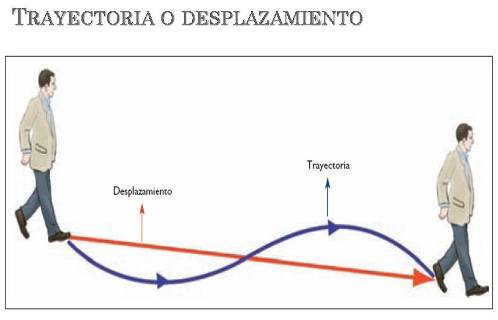 TRAYECTORIA O DESPLAZAMIENTO
Trayectoria
Desplazamiento